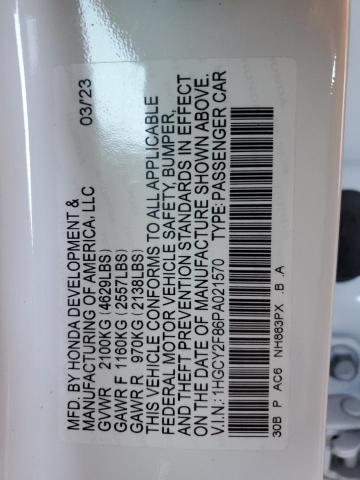 MFD. BY HONDA DEVELOPMENT & 03/23
MANUFACTURING OF AMERICA, LLC
GVWR 2100KG (4629LBS)
GAWR F 1160KG (2557LBS)
GAWR R 970KG (2138LBS)
THIS VEHICLE CONFORMS TO ALL APPLICABLE
FEDERAL MOTOR VEHICLE SAFETY, BUMPER,
AND THEFT PREVENTION STANDARDS IN EFFECT
ON THE DATE OF MANUFACTURE SHOWN ABOVE.
V.I.N.: 1HGCY2F86PA021570 TYPE: PASSENGER CAR
30B P AC6 NH883PX .B .A